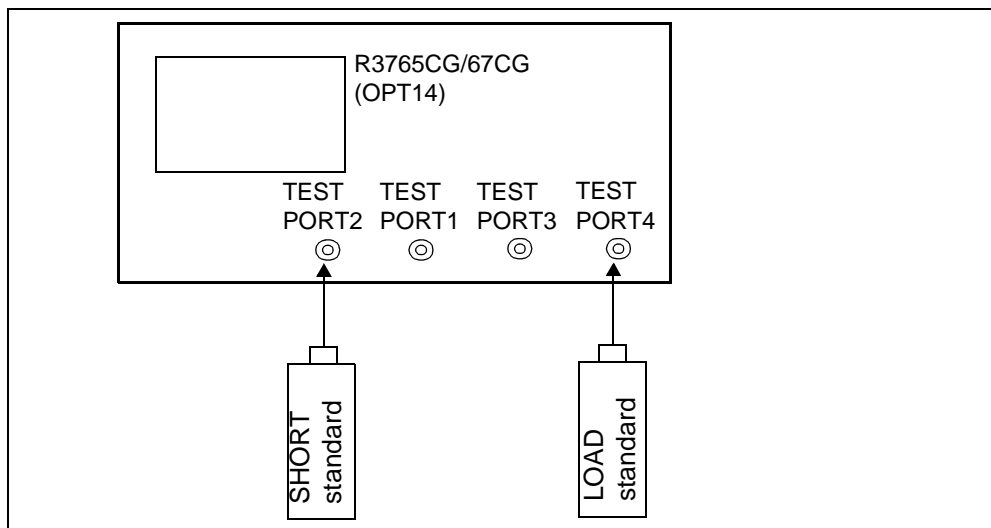 R3765CG/67CG
(OPT14)
TEST TEST TEST TEST
PORT2 PORT1 PORT3 PORT4
SHORT
standard
LOAD
standard